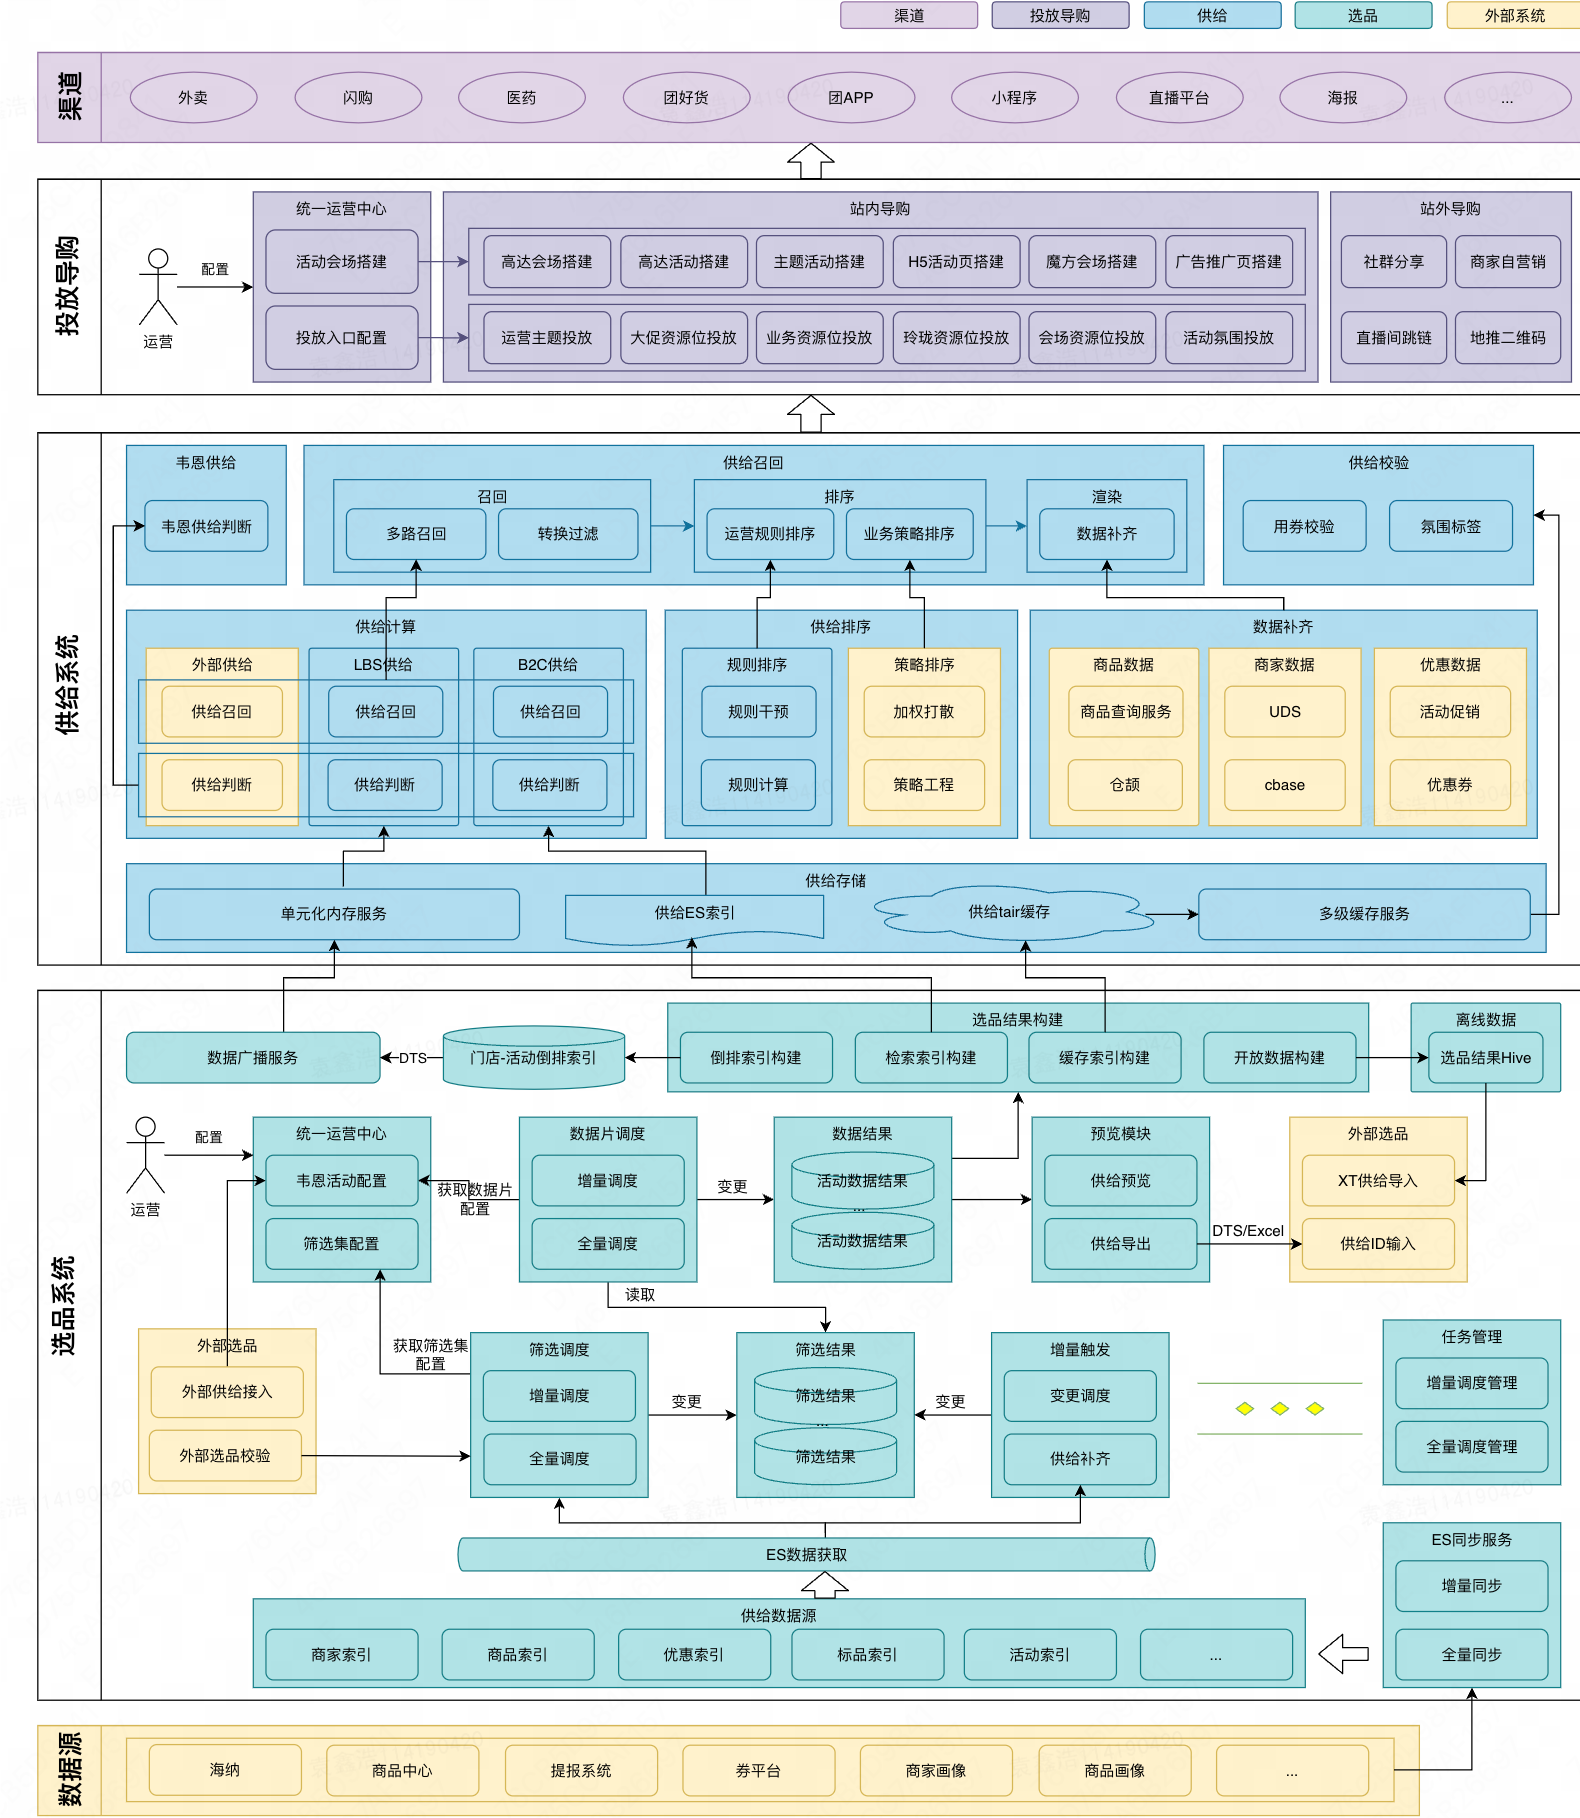 渠道
投放导购
供给
选品
外部系统
渠道
外卖
闪购
医药
团好货
团APP
小程序
直播平台
海报
...
投放导购
运营
配置
统一运营中心
活动会场搭建
投放入口配置
站内导购
高达会场搭建
高达活动搭建
主题活动搭建
H5活动页搭建
魔方会场搭建
广告推广页搭建
运营主题投放
大促资源位投放
业务资源位投放
玲珑资源位投放
会场资源位投放
活动氛围投放
站外导购
社群分享
商家自营销
直播间跳链
地推二维码
供给系统
韦恩供给
韦恩供给判断
供给召回
召回
多路召回
转换过滤
排序
运营规则排序
业务策略排序
渲染
数据补齐
供给校验
用券校验
氛围标签
供给计算
外部供给
LBS供给
B2C供给
供给召回
供给召回
供给召回
供给判断
供给判断
供给判断
供给排序
规则排序
规则干预
规则计算
策略排序
加权打散
策略工程
数据补齐
商品数据
商品查询服务
仓颉
商家数据
UDS
cbase
优惠数据
活动促销
优惠券
供给存储
单元化内存服务
供给ES索引
供给tair缓存
多级缓存服务
选品系统
数据广播服务
DTS
门店-活动倒排索引
选品结果构建
倒排索引构建
检索索引构建
缓存索引构建
开放数据构建
离线数据
选品结果Hive
运营
配置
统一运营中心
韦恩活动配置
筛选集配置
获取数据片
配置
数据片调度
增量调度
全量调度
变更
数据结果
活动数据结果
...
活动数据结果
预览模块
供给预览
供给导出
DTS/Excel
外部选品
XT供给导入
供给ID输入
读取
外部选品
外部供给接入
外部选品校验
获取筛选集
配置
筛选调度
增量调度
全量调度
变更
筛选结果
筛选结果
...
筛选结果
变更
增量触发
变更调度
供给补齐
任务管理
增量调度管理
全量调度管理
ES数据获取
供给数据源
商家索引
商品索引
优惠索引
标品索引
活动索引
...
ES同步服务
增量同步
全量同步
数据源
海纳
商品中心
提报系统
券平台
商家画像
商品画像
...